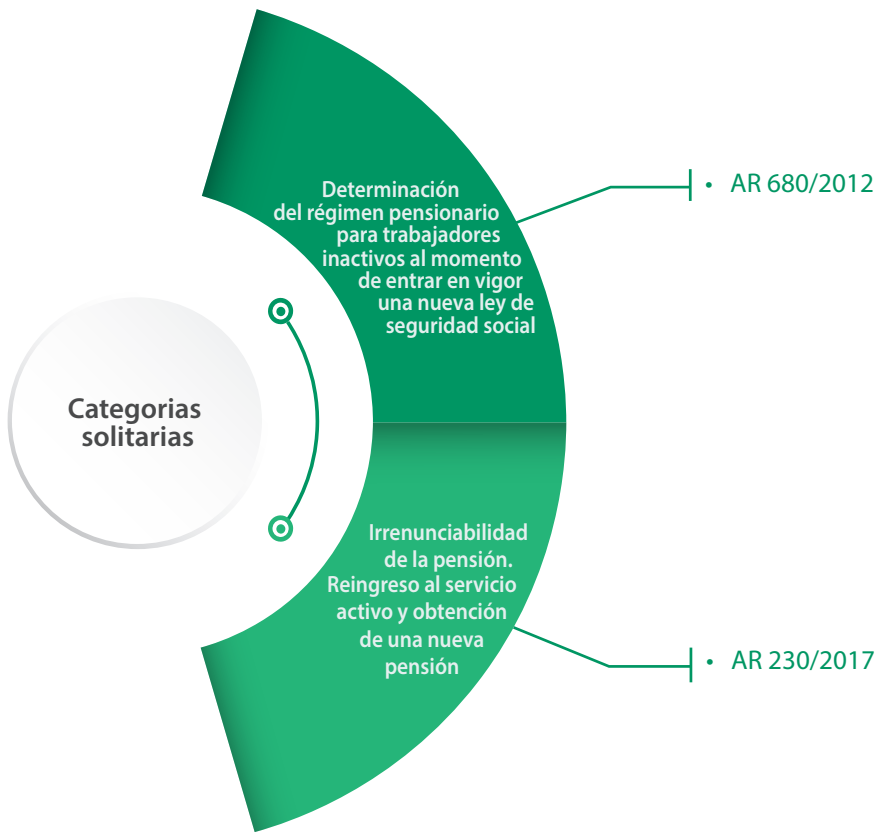 Categorias
solitarias
Determinación
del régimen pensionario
para trabajadores
inactivos al momento
de entrar en vigor
una nueva ley de
seguridad social
• AR 680/2012
Irrenunciabilidad
de la pensión.
Reingreso al servicio
activo y obtención
de una nueva
pensión
• AR 230/2017